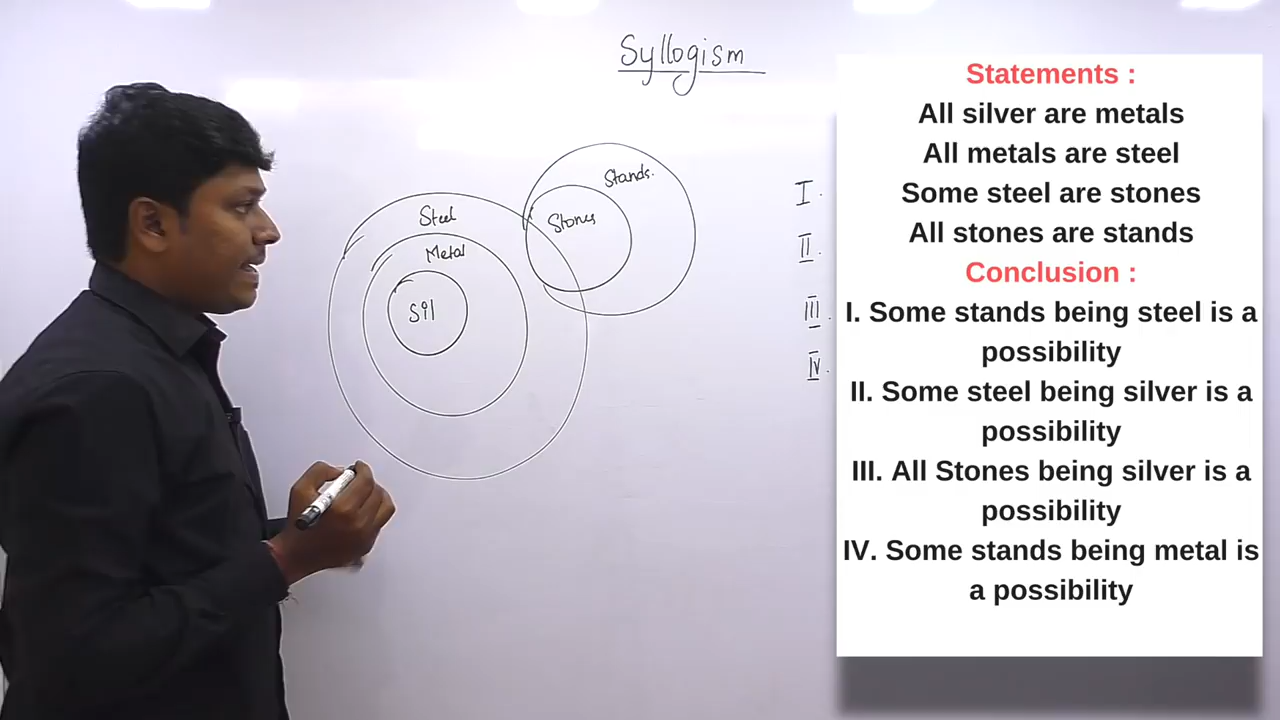 Syllogism
Stands.
Steel
Stones
Metal
Sil
I.
II.
III.
IV.
Statements :
All silver are metals
All metals are steel
Some steel are stones
All stones are stands
Conclusion :
I. Some stands being steel is a
possibility
II. Some steel being silver is a
possibility
III. All Stones being silver is a
possibility
IV. Some stands being metal is
a possibility